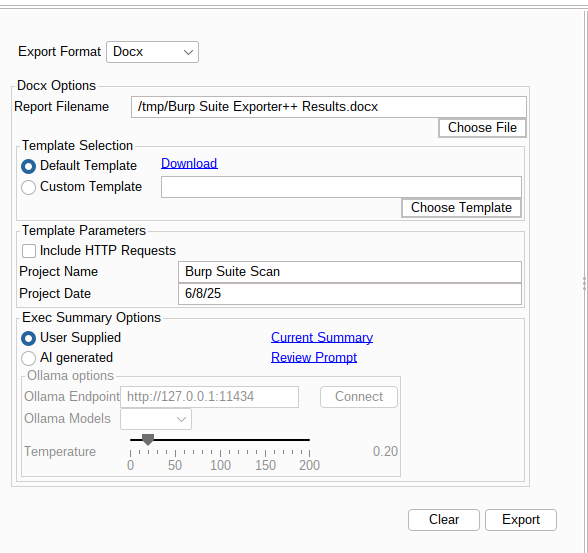 Export Format Docx
Docx Options
Report Filename /tmp/Burp Suite Exporter++ Results.docx
Choose File
Template Selection
Default Template Download
Custom Template
Choose Template
Template Parameters
Include HTTP Requests
Project Name Burp Suite Scan
Project Date 6/8/25
Exec Summary Options
User Supplied Current Summary
AI generated Review Prompt
Ollama options
Ollama Endpoint http://127.0.0.1:11434 Connect
Ollama Models
Temperature 0.20
0 50 100 150 200
Clear Export